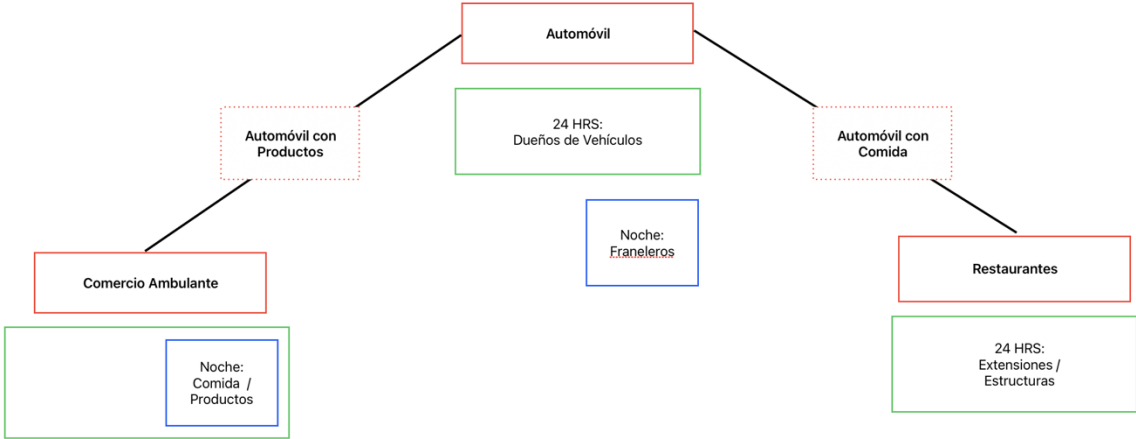 Automóvil
24 HRS:
Dueños de Vehículos
Automóvil con
Productos
Automóvil con
Comida
Noche:
Franeleros
Comercio Ambulante
Restaurantes
Noche:
Comida /
Productos
24 HRS:
Extensiones /
Estructuras